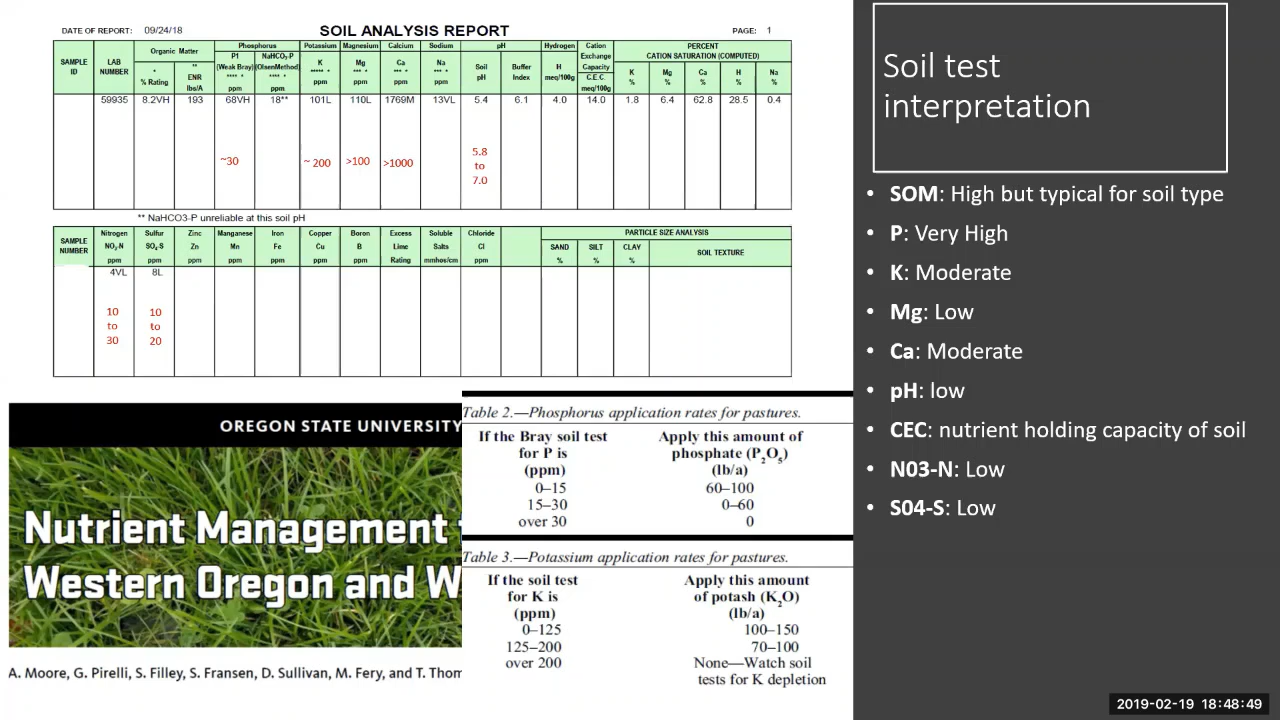 DATE OF REPORT: 09/24/18 SOIL ANALYSIS REPORT PAGE: 1
SAMPLE ID
LAB NUMBER
Organic Matter
* % Rating
** ENR lbs/A
Phosphorus
P1 (Weak Bray) **** * ppm
NaHCO3-P (OlsenMethod) **** * ppm
Potassium K ***** * ppm
Magnesium Mg *** * ppm
Calcium Ca *** * ppm
Sodium Na *** * ppm
pH
Soil pH
Buffer Index
Hydrogen H meq/100g
Cation Exchange Capacity C.E.C. meq/100g
PERCENT
CATION SATURATION (COMPUTED)
K % Mg % Ca % H % Na %
59935 8.2VH 193 68VH 18** 101L 110L 1769M 13VL 5.4 6.1 4.0 14.0 1.8 6.4 62.8 28.5 0.4
~30 ~ 200 >100 >1000 5.8 to 7.0
** NaHCO3-P unreliable at this soil pH
SAMPLE NUMBER
Nitrogen NO3-N ppm
Sulfur SO4-S ppm
Zinc Zn ppm
Manganese Mn ppm
Iron Fe ppm
Copper Cu ppm
Boron B ppm
Excess Lime Rating
Soluble Salts mmhos/cm
Chloride Cl ppm
PARTICLE SIZE ANALYSIS
SAND % SILT % CLAY % SOIL TEXTURE
4VL 8L
10 to 30
10 to 20
OREGON STATE UNIVERSITY
Nutrient Management
Western Oregon and W
A. Moore, G. Pirelli, S. Filley, S. Fransen, D. Sullivan, M. Fery, and T. Thom
Table 2.—Phosphorus application rates for pastures.
If the Bray soil test for P is (ppm)
Apply this amount of phosphate (P2O5) (lb/a)
0–15 60–100
15–30 0–60
over 30 0
Table 3.—Potassium application rates for pastures.
If the soil test for K is (ppm)
Apply this amount of potash (K2O) (lb/a)
0–125 100–150
125–200 70–100
over 200 None—Watch soil
tests for K depletion
Soil test
interpretation
• SOM: High but typical for soil type
• P: Very High
• K: Moderate
• Mg: Low
• Ca: Moderate
• pH: low
• CEC: nutrient holding capacity of soil
• N03-N: Low
• S04-S: Low
2019-02-19 18:48:49